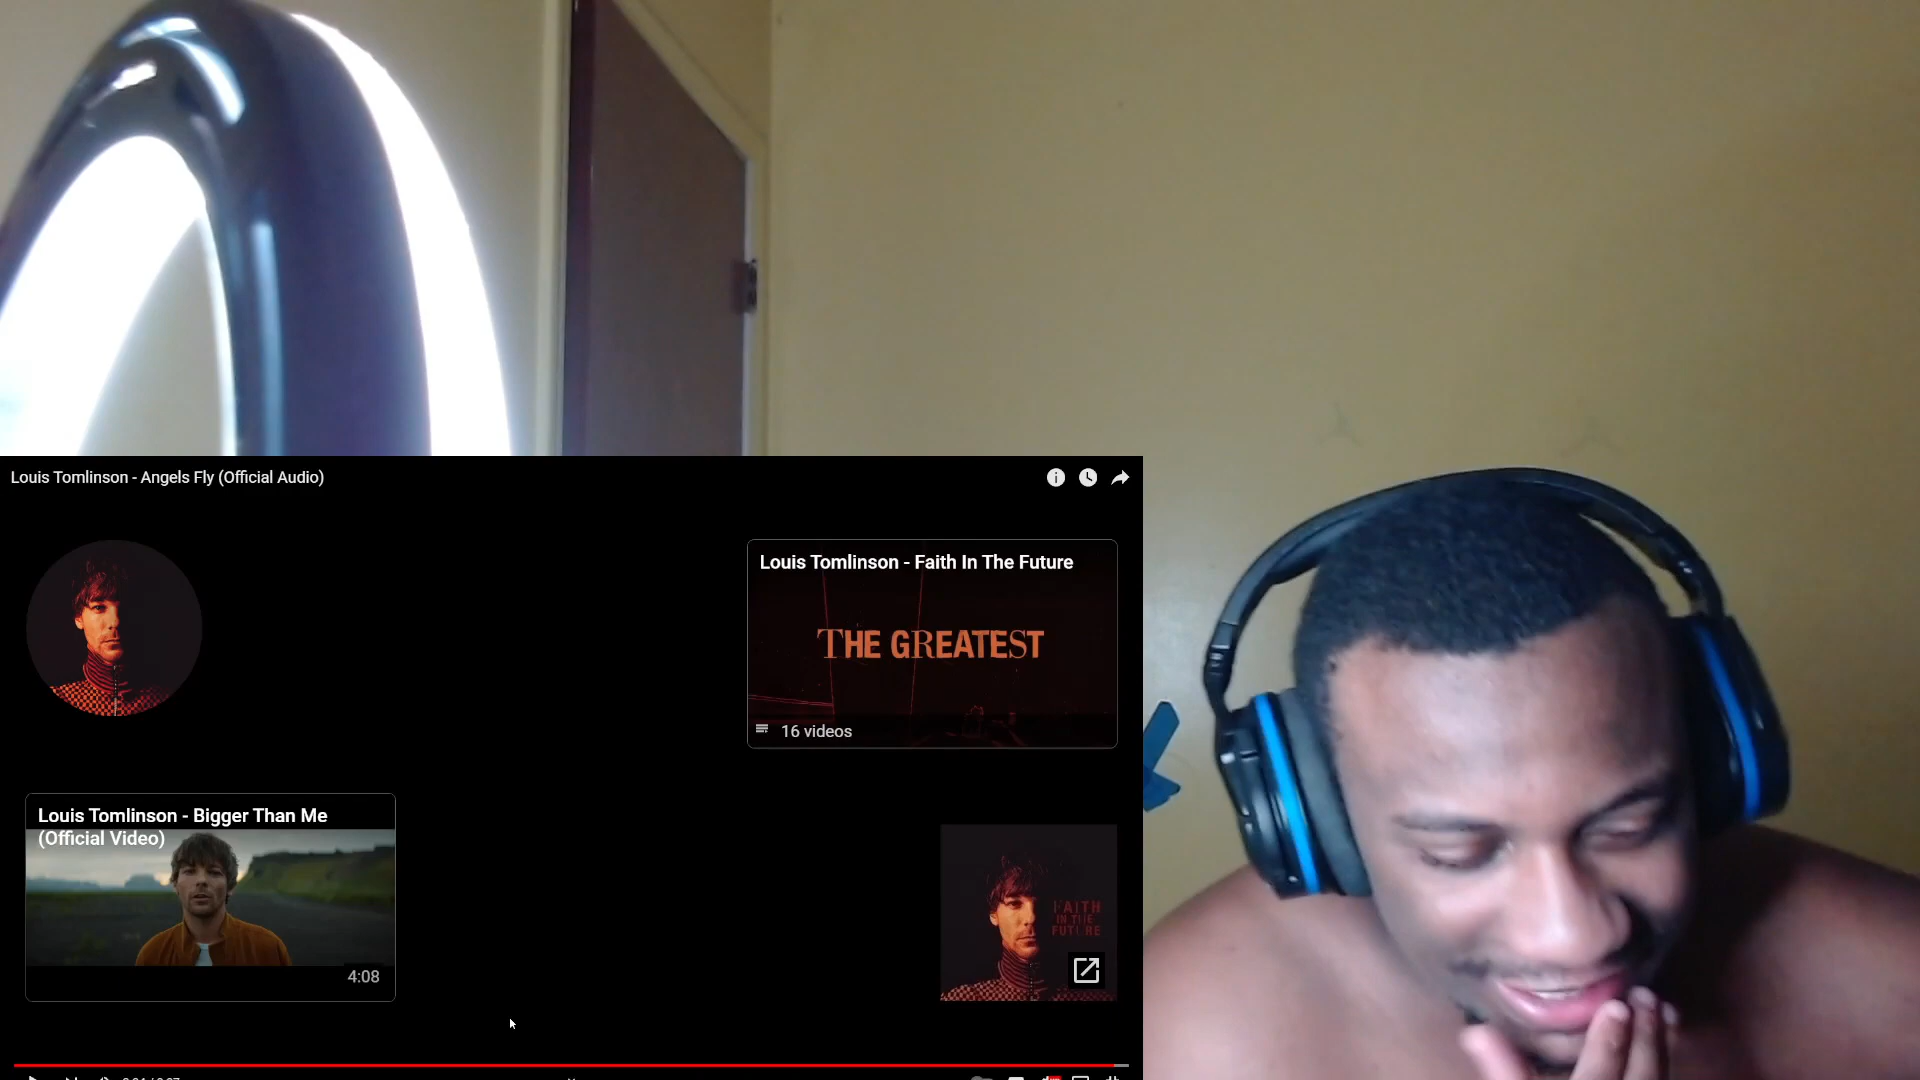 Louis Tomlinson - Angels Fly (Official Audio)
Louis Tomlinson - Faith In The Future
THE GREATEST
16 videos
Louis Tomlinson - Bigger Than Me
(Official Video)
4:08
FAITH
IN THE
FUTURE